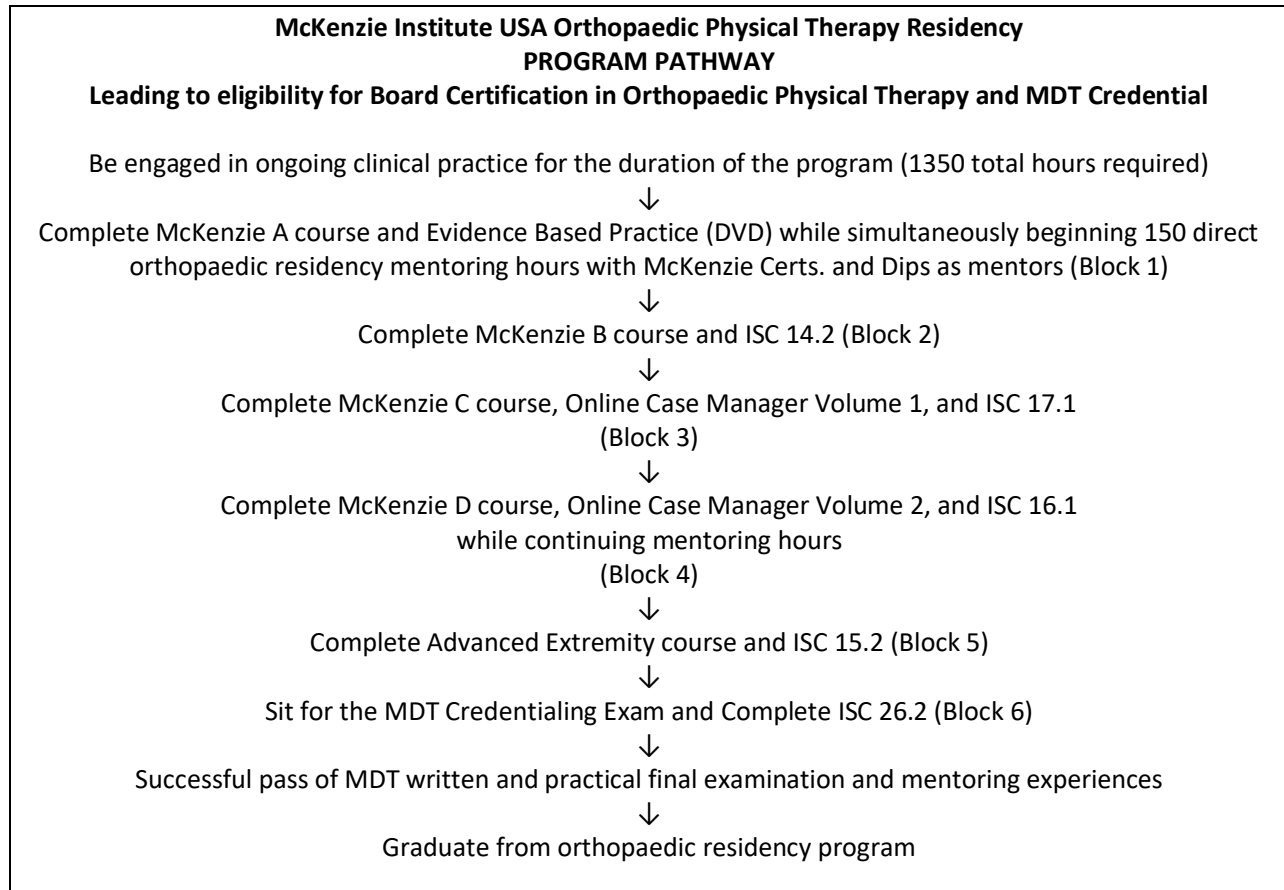 McKenzie Institute USA Orthopaedic Physical Therapy Residency
PROGRAM PATHWAY
Leading to eligibility for Board Certification in Orthopaedic Physical Therapy and MDT Credential
Be engaged in ongoing clinical practice for the duration of the program (1350 total hours required)
↓
Complete McKenzie A course and Evidence Based Practice (DVD) while simultaneously beginning 150 direct
orthopaedic residency mentoring hours with McKenzie Certs. and Dips as mentors (Block 1)
↓
Complete McKenzie B course and ISC 14.2 (Block 2)
↓
Complete McKenzie C course, Online Case Manager Volume 1, and ISC 17.1
(Block 3)
↓
Complete McKenzie D course, Online Case Manager Volume 2, and ISC 16.1
while continuing mentoring hours
(Block 4)
↓
Complete Advanced Extremity course and ISC 15.2 (Block 5)
↓
Sit for the MDT Credentialing Exam and Complete ISC 26.2 (Block 6)
↓
Successful pass of MDT written and practical final examination and mentoring experiences
↓
Graduate from orthopaedic residency program